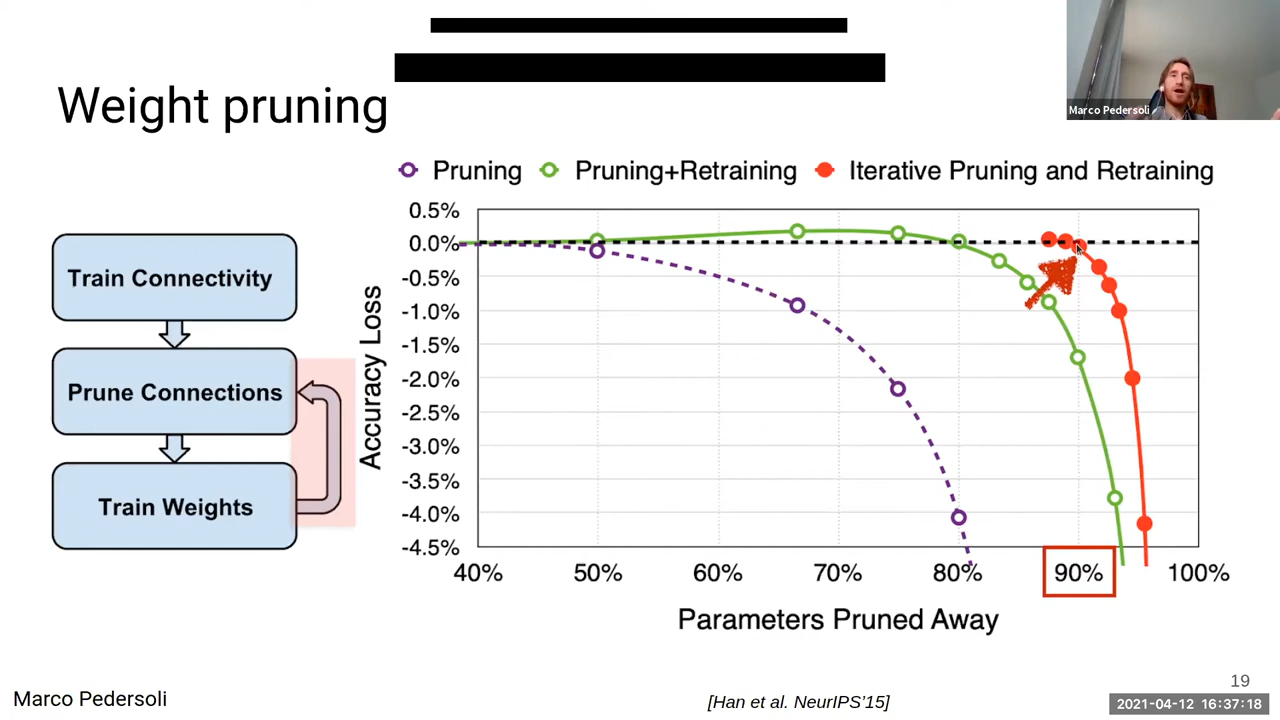 Marco Pedersoli
Weight pruning
Pruning
Pruning+Retraining
Iterative Pruning and Retraining
Train Connectivity
Prune Connections
Train Weights
Accuracy Loss
0.5%
0.0%
-0.5%
-1.0%
-1.5%
-2.0%
-2.5%
-3.0%
-3.5%
-4.0%
-4.5%
40% 50% 60% 70% 80% 90% 100%
Parameters Pruned Away
Marco Pedersoli
[Han et al. NeurIPS'15]
19
2021-04-12 16:37:18